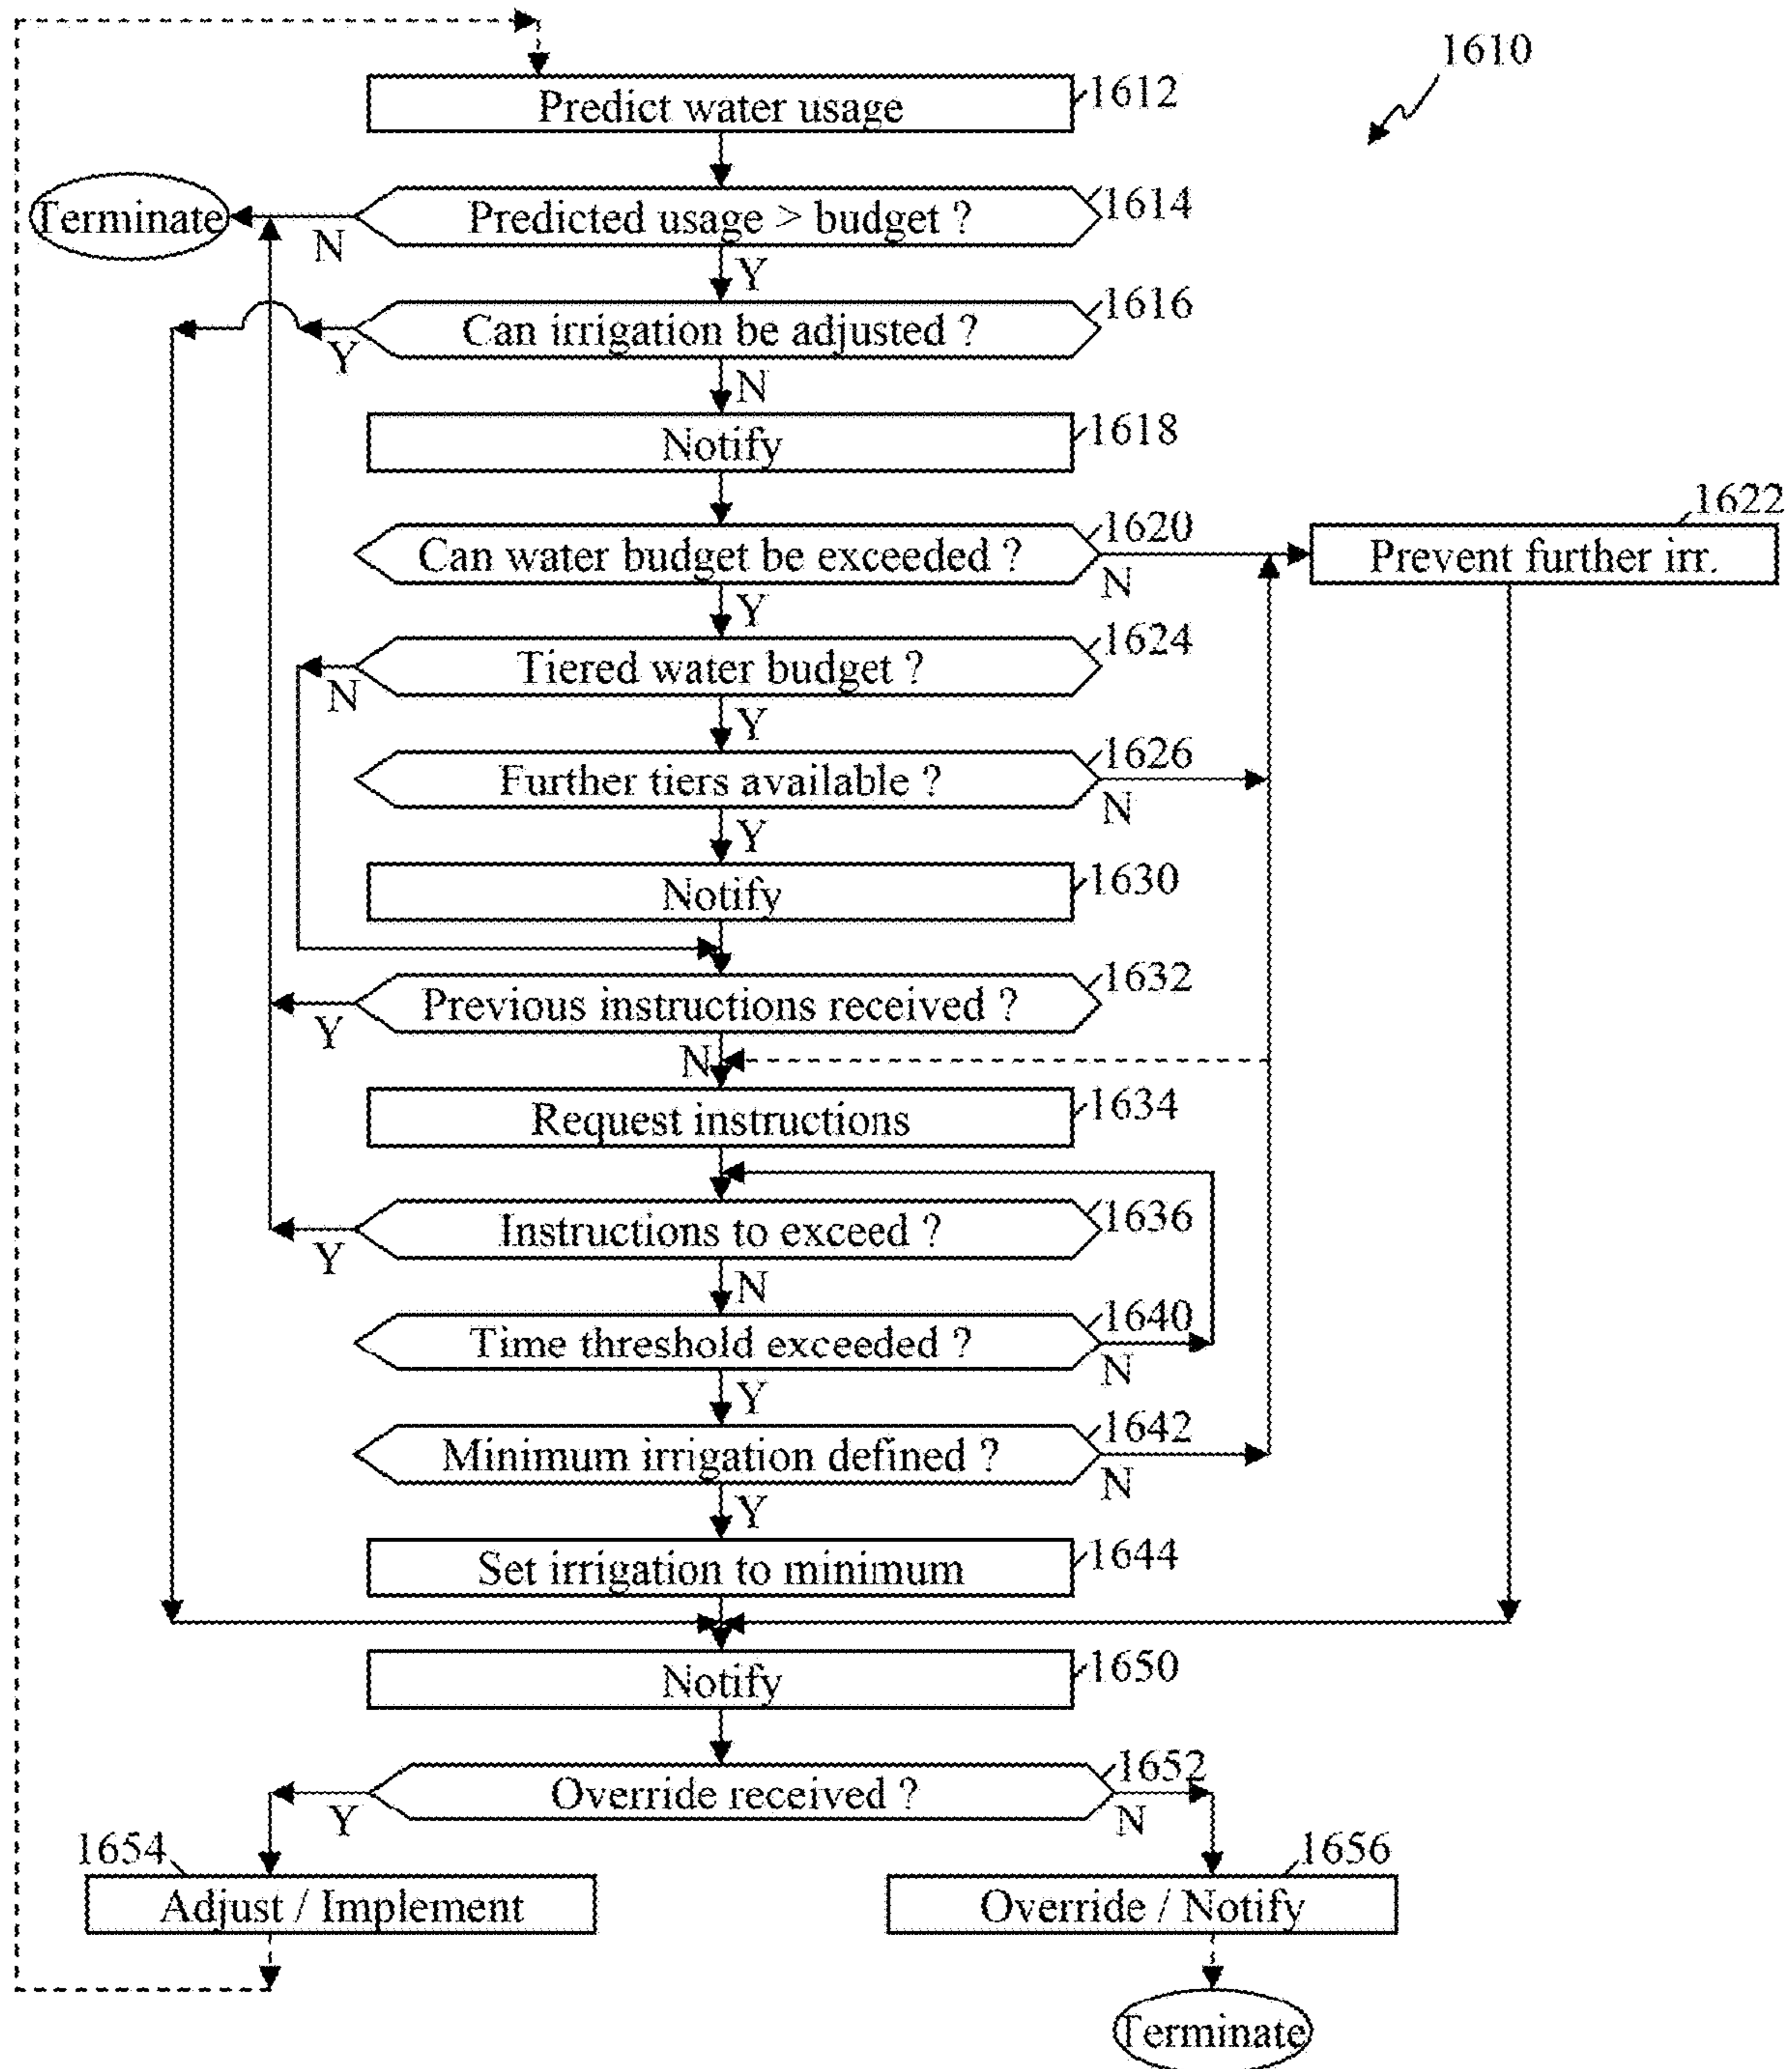 1610
Predict water usage
1612
Terminate
Predicted usage > budget ?
1614
N
Y
Can irrigation be adjusted ?
1616
Y
N
Notify
1618
Can water budget be exceeded ?
1620
N
Y
1622
Prevent further irr.
Tiered water budget ?
1624
N
Y
Further tiers available ?
1626
N
Y
Notify
1630
Previous instructions received ?
1632
Y
N
Request instructions
1634
Instructions to exceed ?
1636
Y
N
Time threshold exceeded ?
1640
N
Y
Minimum irrigation defined ?
1642
N
Y
Set irrigation to minimum
1644
Notify
1650
Override received ?
1652
Y
N
1654
Adjust / Implement
1656
Override / Notify
Terminate